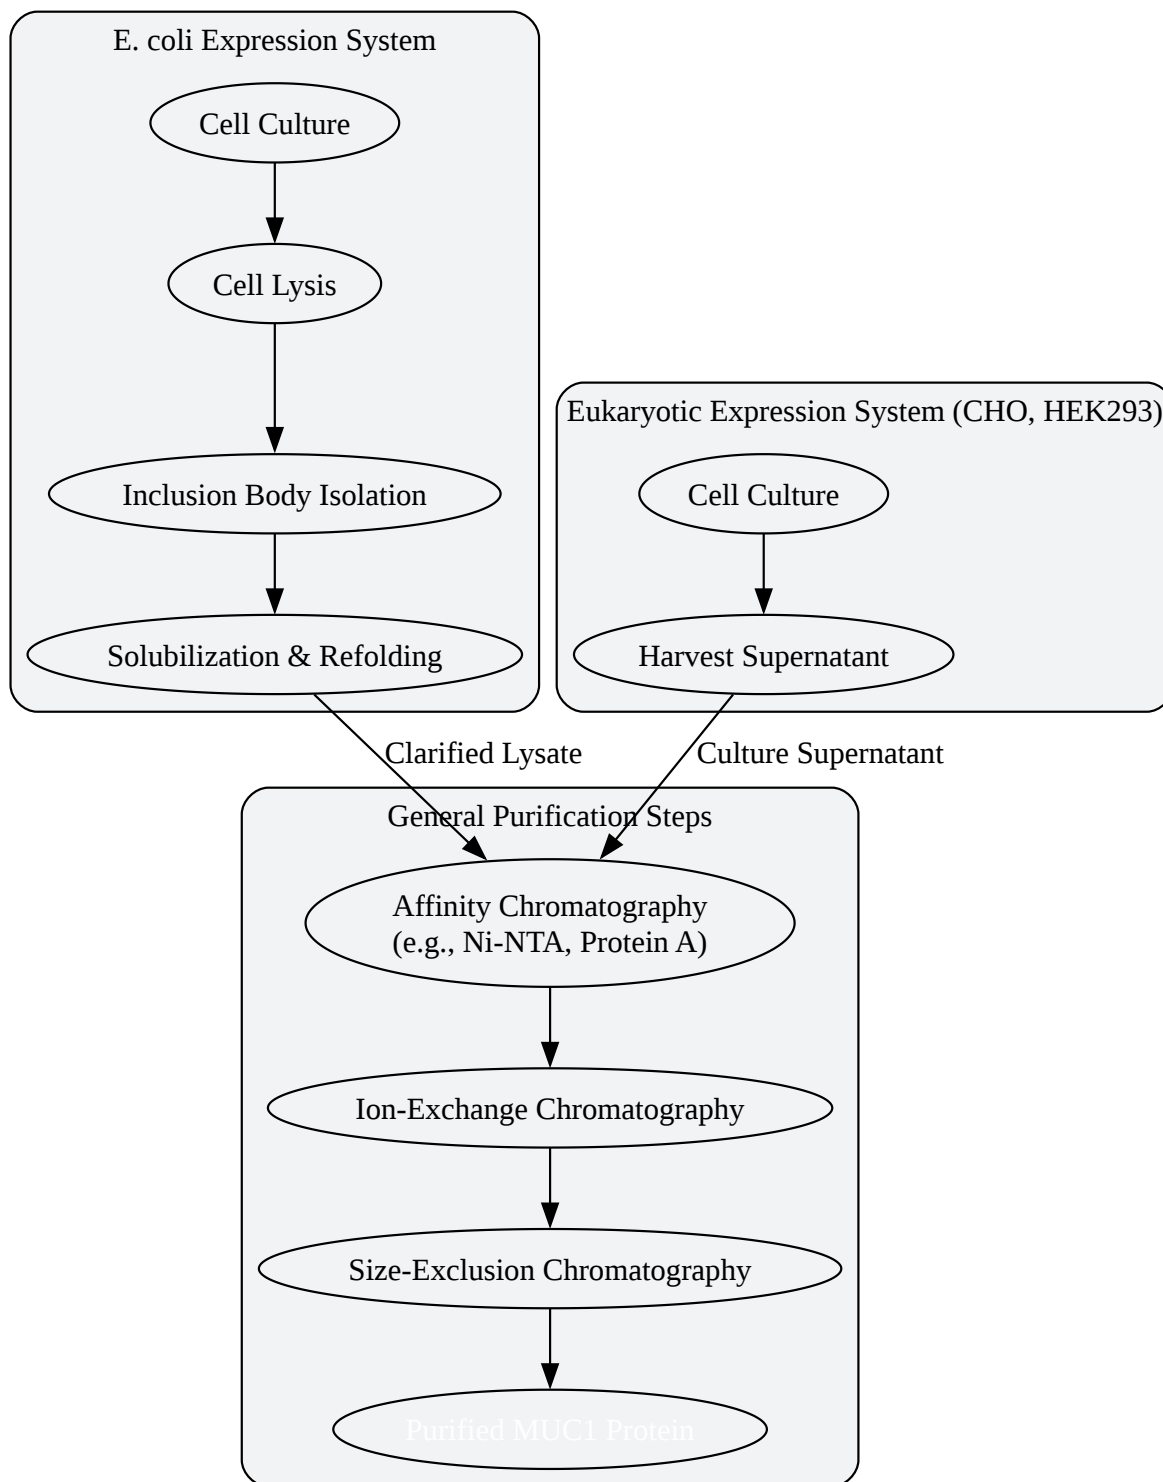 E. coli Expression System
Cell Culture
Cell Lysis
Inclusion Body Isolation
Solubilization & Refolding
Eukaryotic Expression System (CHO, HEK293)
Cell Culture
Harvest Supernatant
Clarified Lysate
Culture Supernatant
General Purification Steps
Affinity Chromatography
(e.g., Ni-NTA, Protein A)
Ion-Exchange Chromatography
Size-Exclusion Chromatography
Purified MUC1 Protein